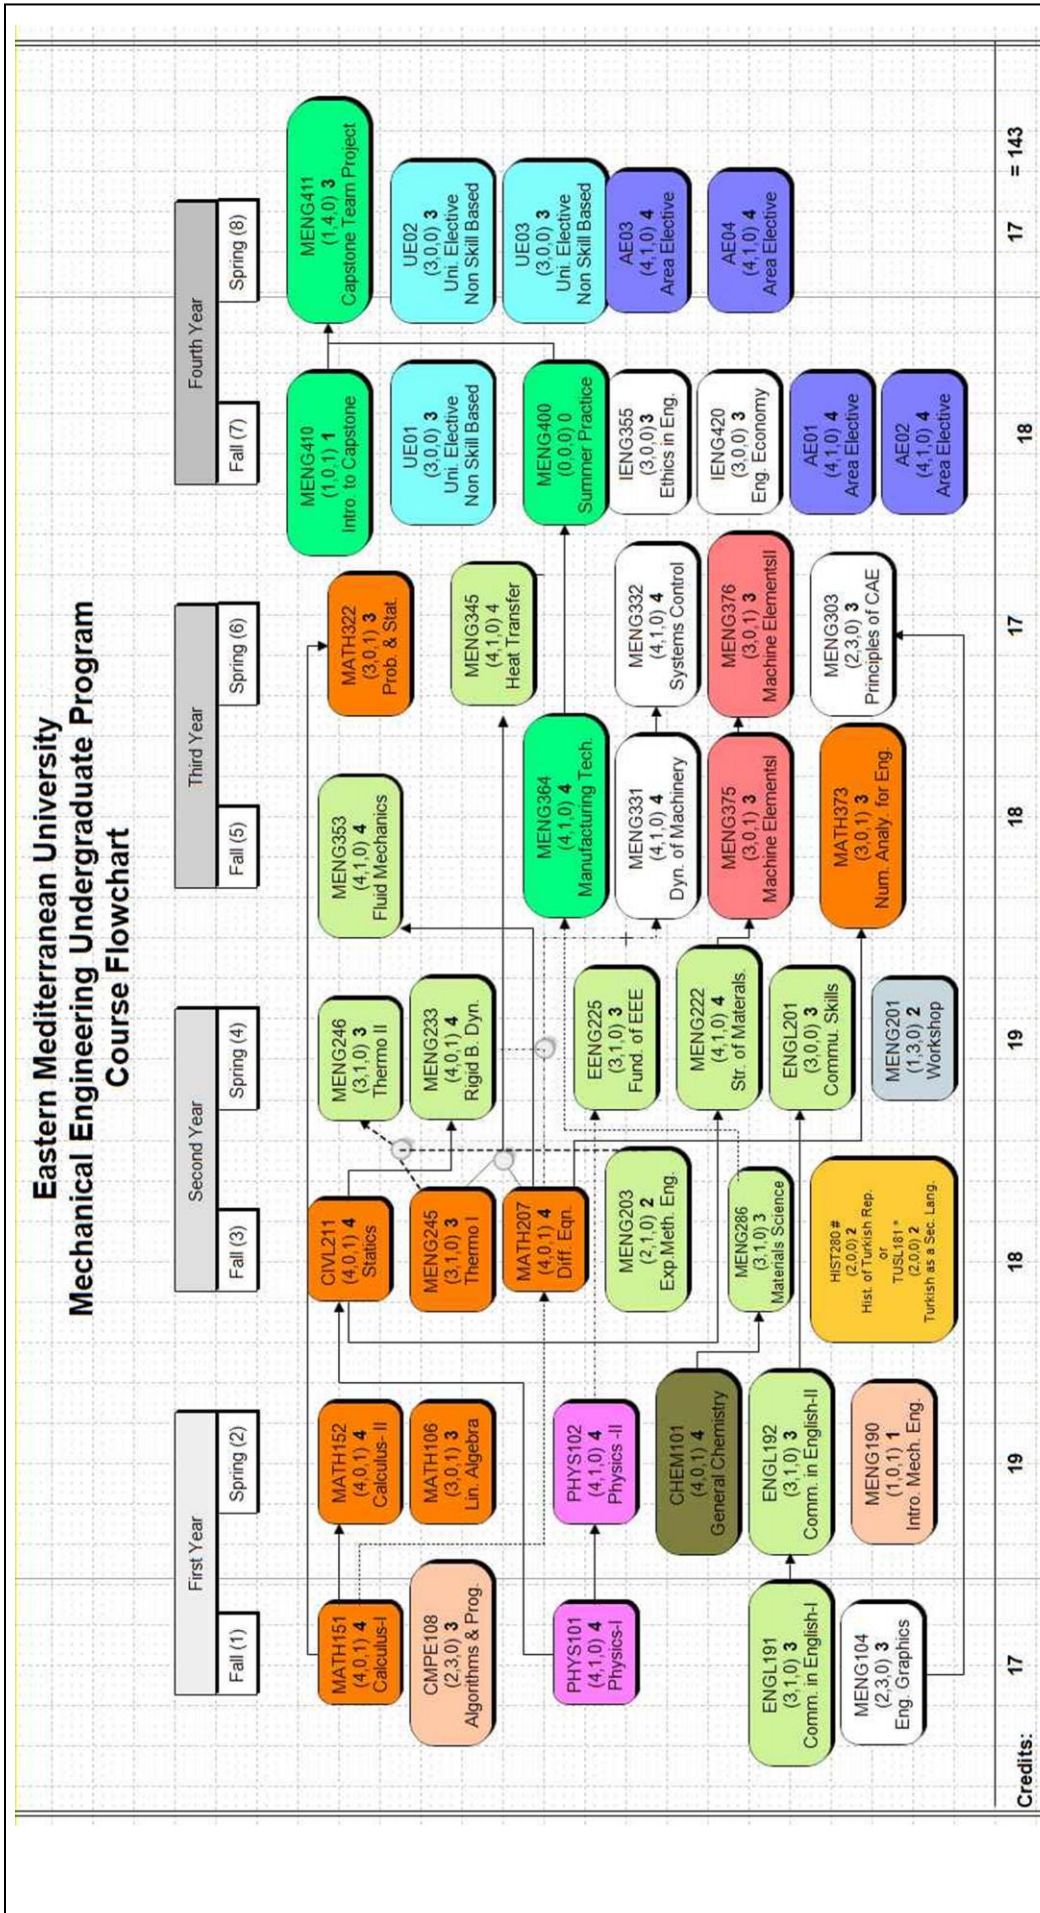 Eastern Mediterranean University
Mechanical Engineering Undergraduate Program
Course Flowchart
First Year
Second Year
Third Year
Fourth Year
Fall (1)
Spring (2)
Fall (3)
Spring (4)
Fall (5)
Spring (6)
Fall (7)
Spring (8)
MATH151
(4,0,1) 4
Calculus-I
CMPE108
(2,3,0) 3
Algorithms & Prog.
PHYS101
(4,1,0) 4
Physics-I
ENGL191
(3,1,0) 3
Comm. in English-I
MENG104
(2,3,0) 3
Eng. Graphics
MATH152
(4,0,1) 4
Calculus- II
MATH106
(3,0,1) 3
Lin. Algebra
PHYS102
(4,1,0) 4
Physics -II
CHEM101
(4,0,1) 4
General Chemistry
ENGL192
(3,1,0) 3
Comm. in English-II
MENG190
(1,0,1) 1
Intro. Mech. Eng.
CIVL211
(4,0,1) 4
Statics
MENG245
(3,1,0) 3
Thermo I
MATH207
(4,0,1) 4
Diff. Eqn.
MENG203
(2,1,0) 2
Exp.Meth. Eng.
MENG286
(3,1,0) 3
Materials Science
HIST280 #
(2,0,0) 2
Hist. of Turkish Rep.
or
TUSL181 *
(2,0,0) 2
Turkish as a Sec. Lang.
MENG246
(3,1,0) 3
Thermo II
MENG233
(4,0,1) 4
Rigid B. Dyn.
EENG225
(3,1,0) 3
Fund. of EEE
MENG222
(4,1,0) 4
Str. of Materals.
ENGL201
(3,0,0) 3
Commu. Skills
MENG201
(1,3,0) 2
Workshop
MENG353
(4,1,0) 4
Fluid Mechanics
MENG364
(4,1,0) 4
Manufacturing Tech.
MENG331
(4,1,0) 4
Dyn. of Machinery
MENG375
(3,0,1) 3
Machine ElementsI
MATH373
(3,0,1) 3
Num. Analy. for Eng.
MATH322
(3,0,1) 3
Prob. & Stat.
MENG345
(4,1,0) 4
Heat Transfer
MENG332
(4,1,0) 4
Systems Control
MENG376
(3,0,1) 3
Machine ElementsII
MENG303
(2,3,0) 3
Principles of CAE
MENG410
(1,0,1) 1
Intro. to Capstone
UE01
(3,0,0) 3
Uni. Elective
Non Skill Based
MENG400
(0,0,0) 0
Summer Practice
IENG355
(3,0,0) 3
Ethics in Eng.
IENG420
(3,0,0) 3
Eng. Economy
AE01
(4,1,0) 4
Area Elective
AE02
(4,1,0) 4
Area Elective
MENG411
(1,4,0) 3
Capstone Team Project
UE02
(3,0,0) 3
Uni. Elective
Non Skill Based
UE03
(3,0,0) 3
Uni. Elective
Non Skill Based
AE03
(4,1,0) 4
Area Elective
AE04
(4,1,0) 4
Area Elective
Credits: 17 19 18 19 18 17 18 17 = 143